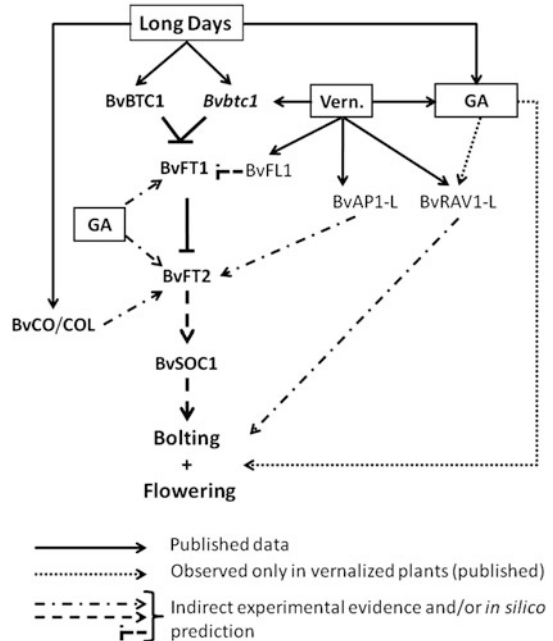 Long Days
BvBTC1
Bvbtc1
Vern.
GA
BvFT1
BvFL1
BvAP1-L
BvRAV1-L
GA
BvFT2
BvCO/COL
BvSOC1
Bolting
+
Flowering
Published data
Observed only in vernalized plants (published)
Indirect experimental evidence and/or in silico
prediction